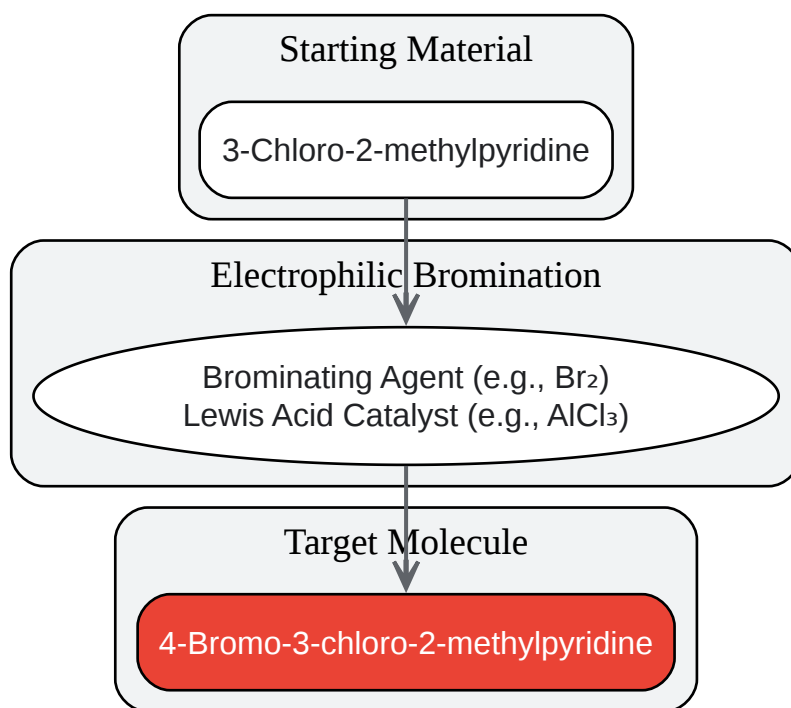 Starting Material
3-Chloro-2-methylpyridine
Electrophilic Bromination
Brominating Agent (e.g., Br₂)
Lewis Acid Catalyst (e.g., AlCl₃)
Target Molecule
4-Bromo-3-chloro-2-methylpyridine